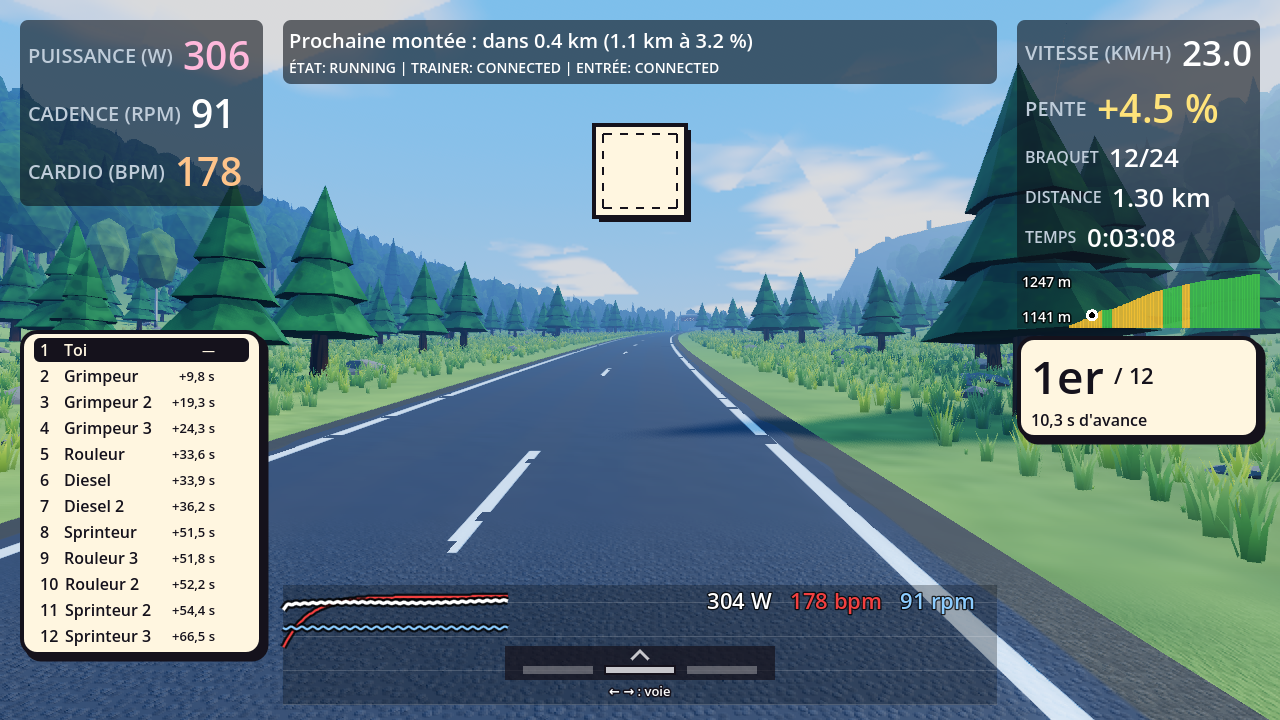 PUISSANCE (W) 306
CADENCE (RPM) 91
CARDIO (BPM) 178
Prochaine montée : dans 0.4 km (1.1 km à 3.2 %)
ÉTAT: RUNNING | TRAINER: CONNECTED | ENTRÉE: CONNECTED
VITESSE (KM/H) 23.0
PENTE +4.5 %
BRAQUET 12/24
DISTANCE 1.30 km
TEMPS 0:03:08
1247 m
1141 m
1er / 12
10,3 s d'avance
1 Toi —
2 Grimpeur +9,8 s
3 Grimpeur 2 +19,3 s
4 Grimpeur 3 +24,3 s
5 Rouleur +33,6 s
6 Diesel +33,9 s
7 Diesel 2 +36,2 s
8 Sprinteur +51,5 s
9 Rouleur 3 +51,8 s
10 Rouleur 2 +52,2 s
11 Sprinteur 2 +54,4 s
12 Sprinteur 3 +66,5 s
304 W 178 bpm 91 rpm
← → : voie